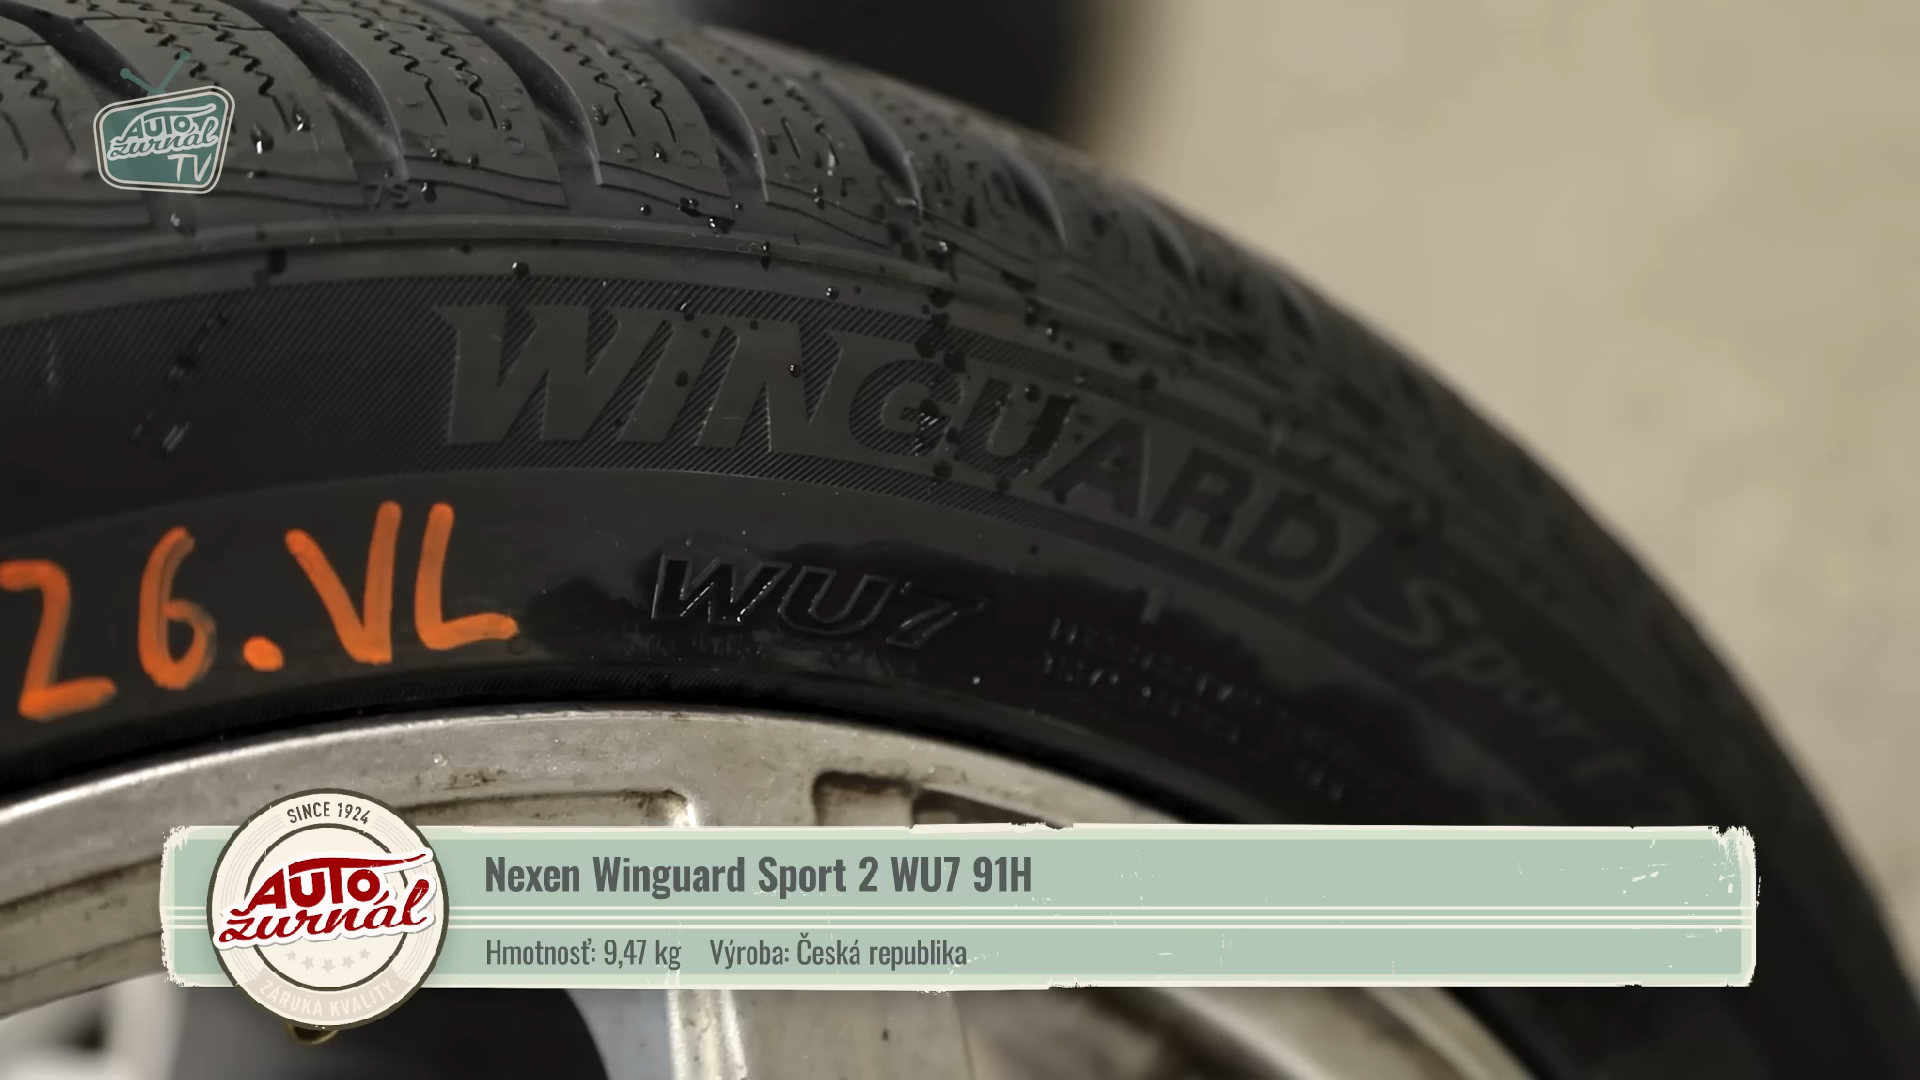 AUTO
žurnál
TV
WINGUARD Sport
26.VL
WU7
SINCE 1924
AUTO
žurnál
ZÁRUKA KVALITY
Nexen Winguard Sport 2 WU7 91H
Hmotnosť: 9,47 kg Výroba: Česká republika